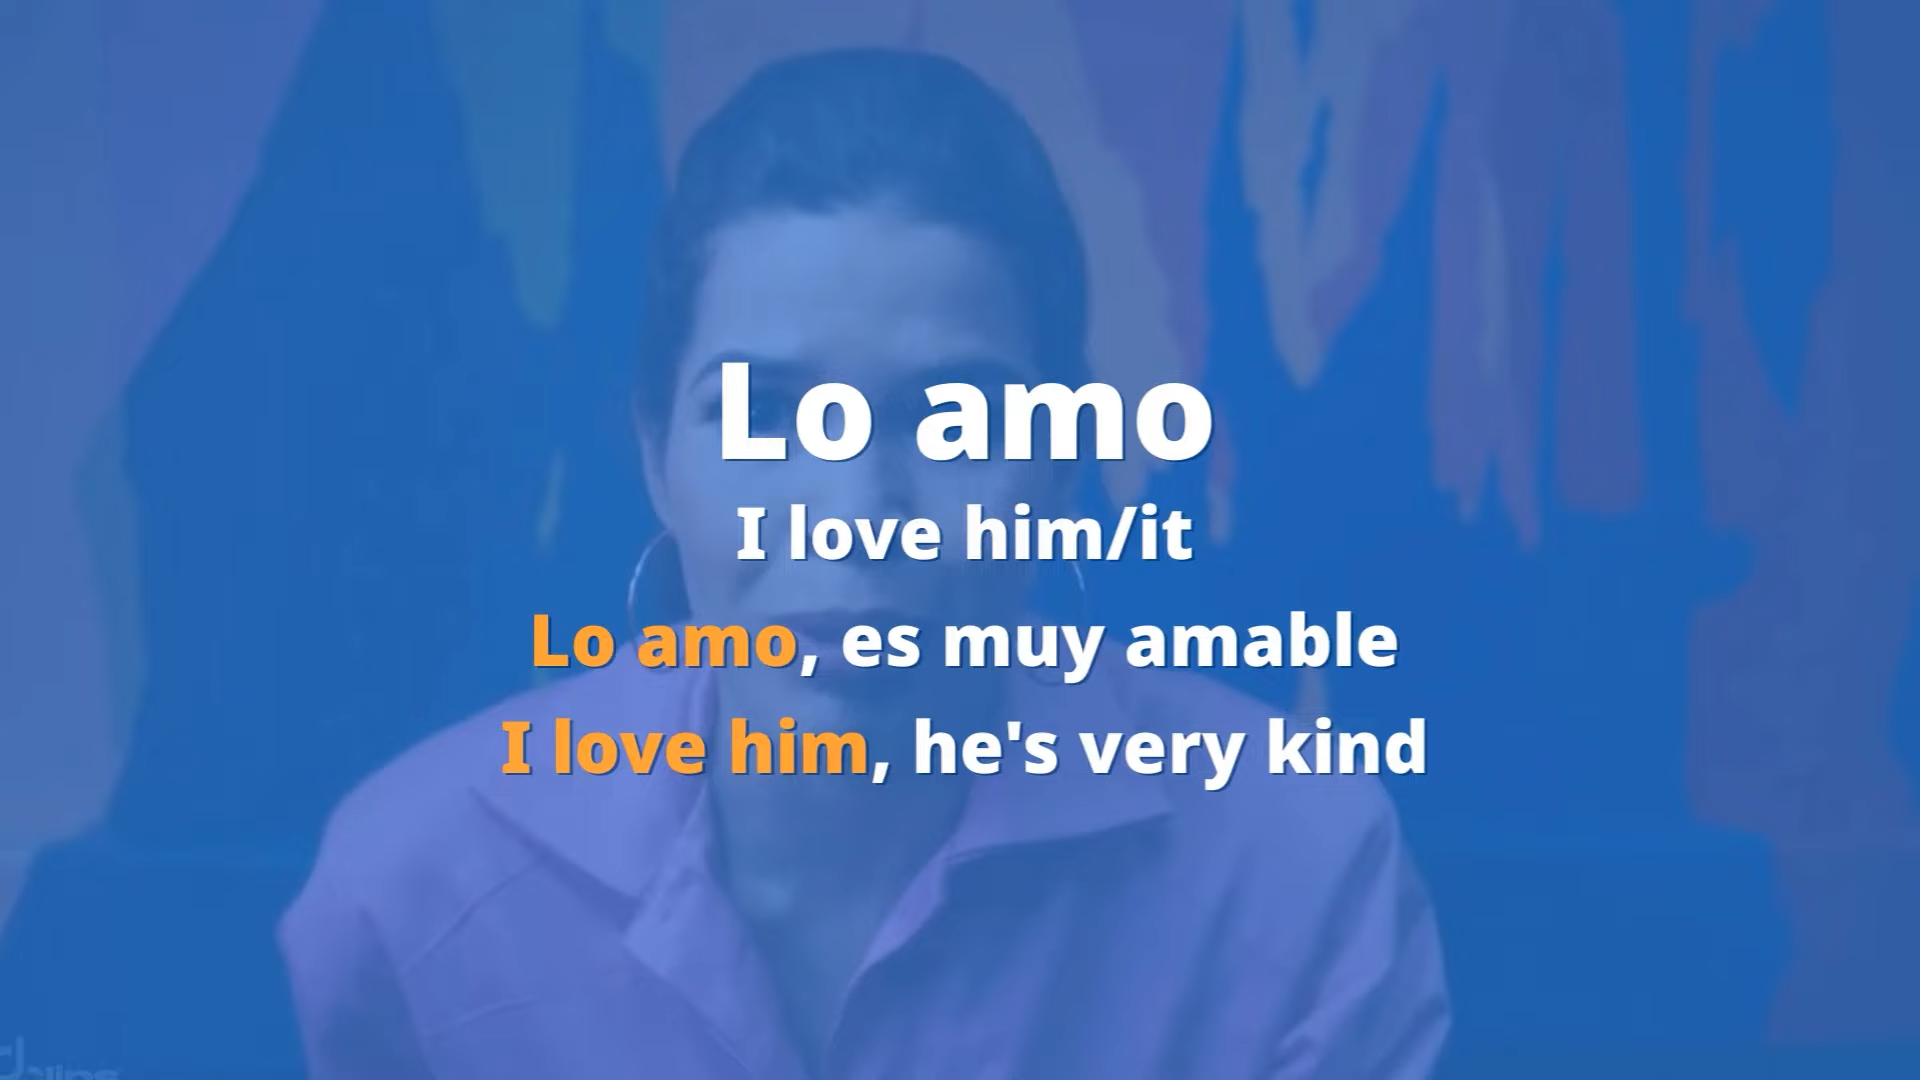 Lo amo
I love him/it
Lo amo, es muy amable
I love him, he's very kind